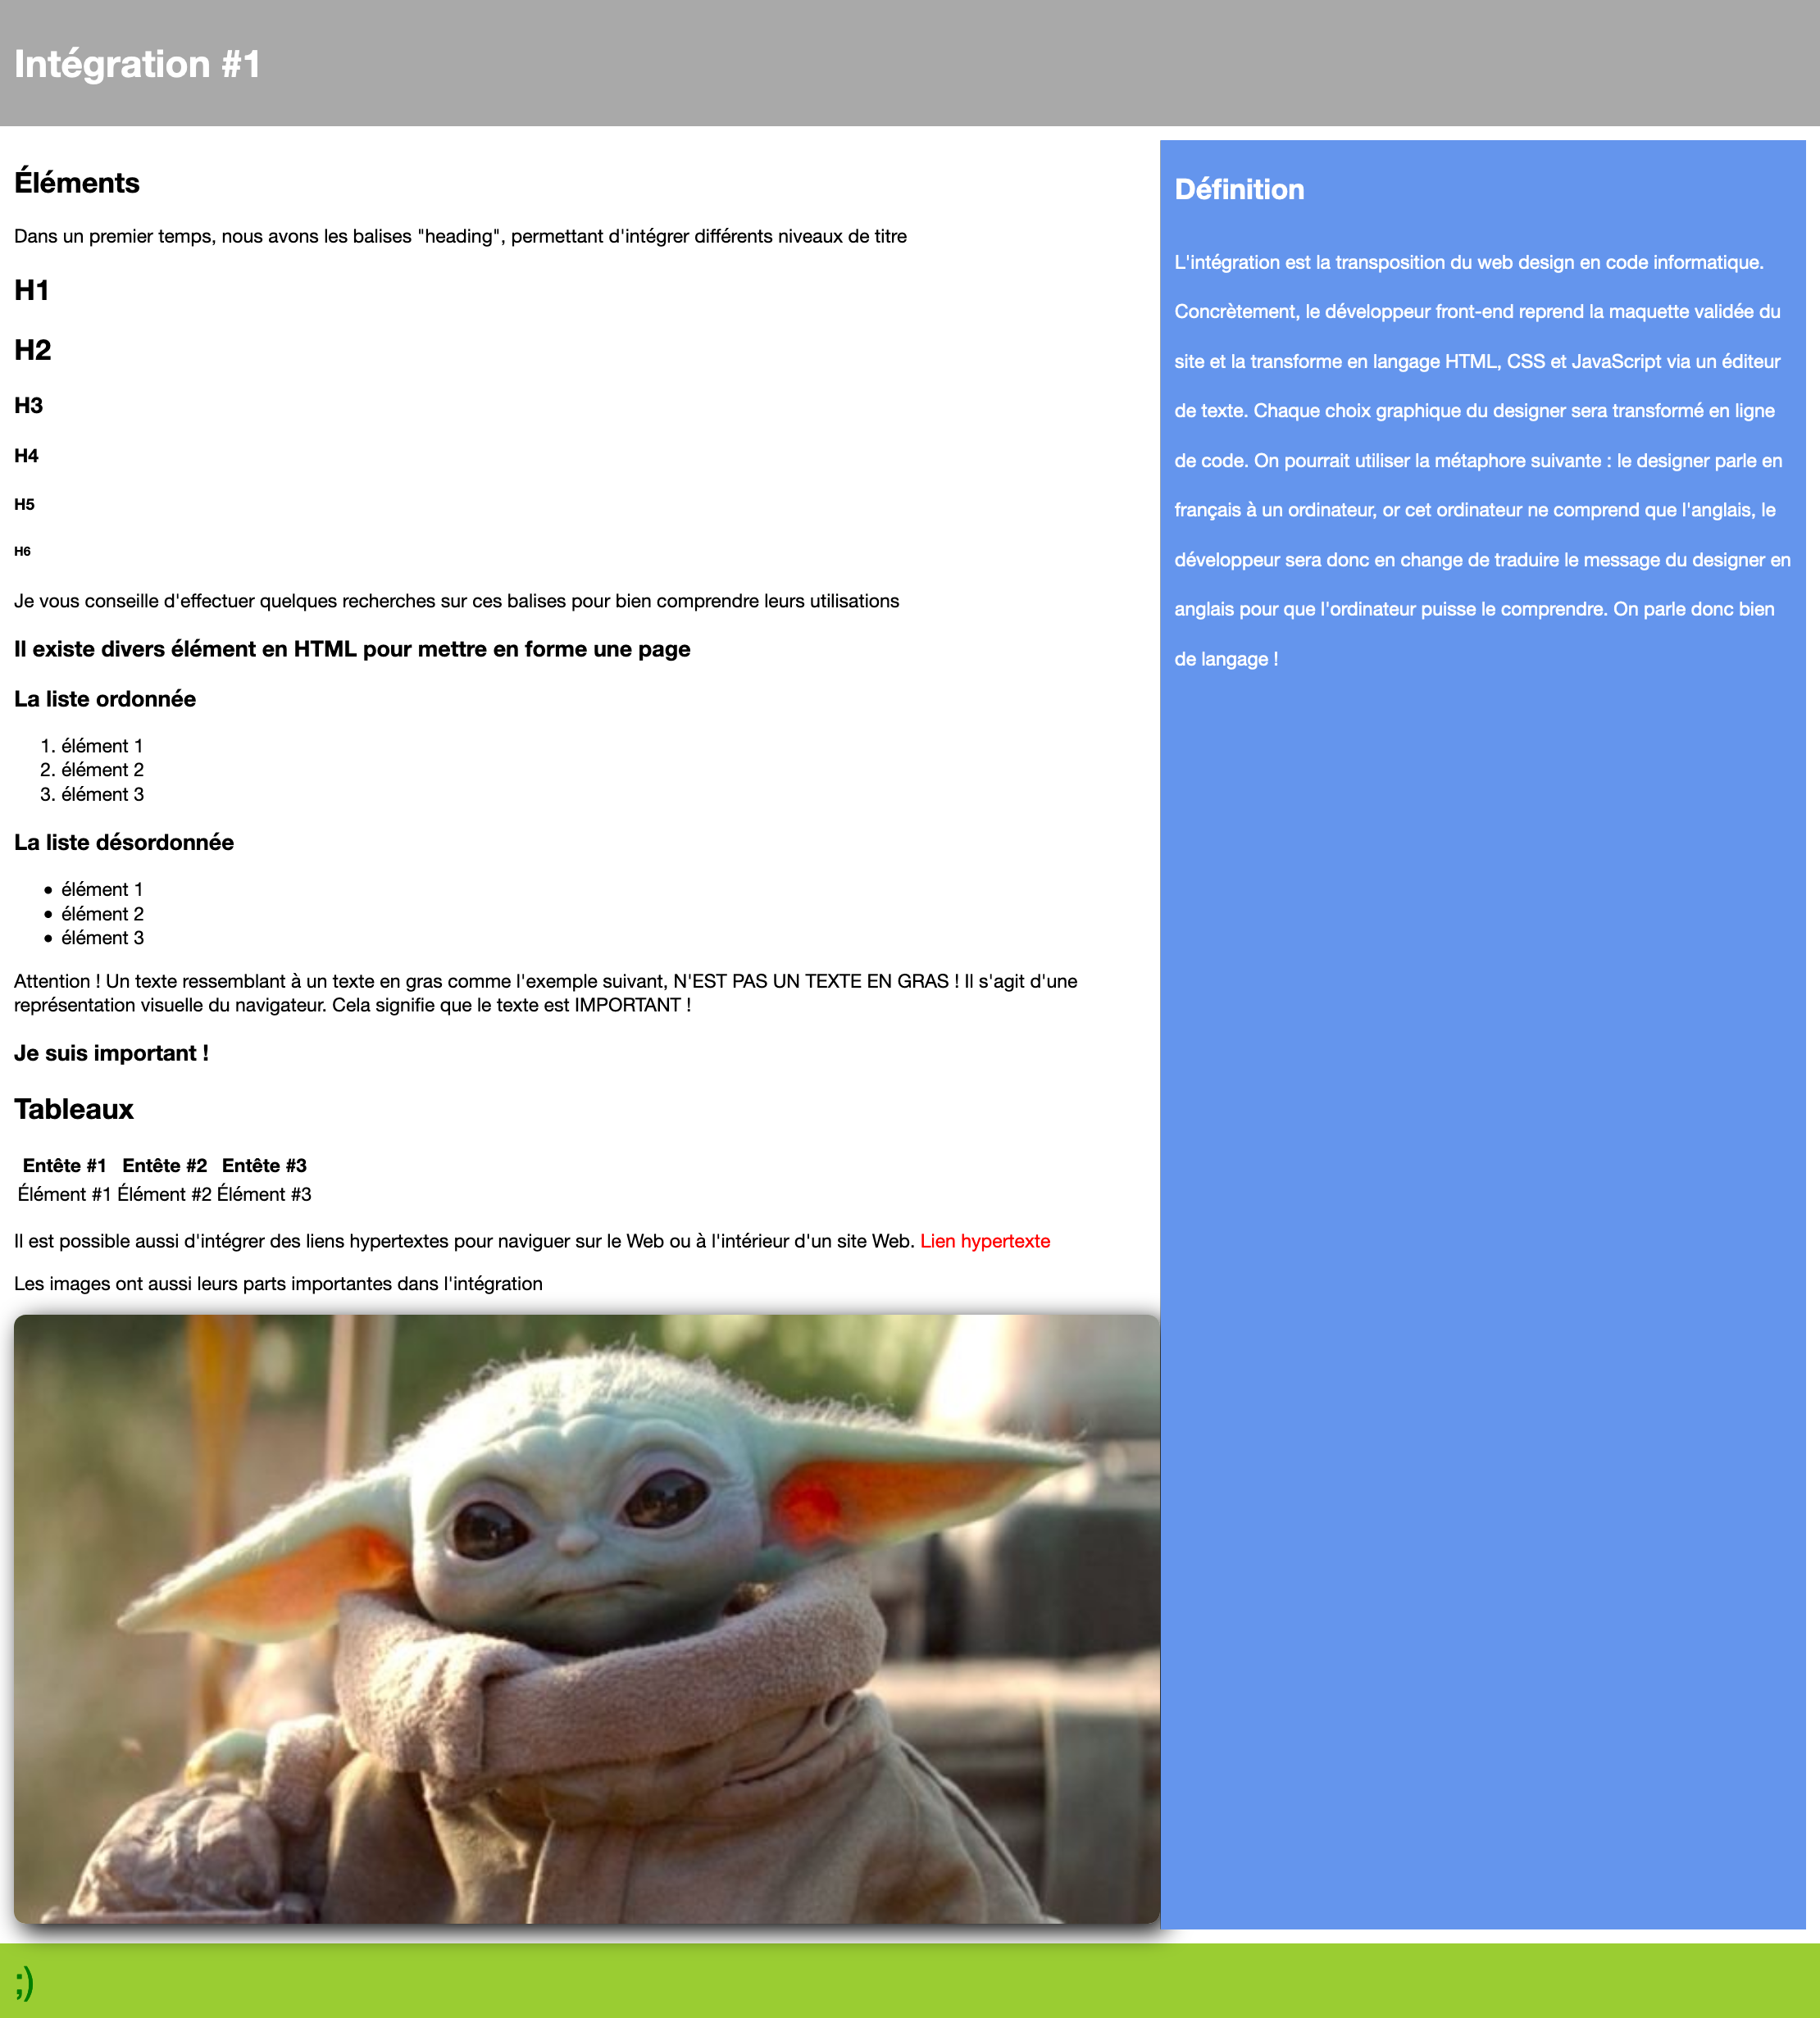 Intégration #1
Éléments
Dans un premier temps, nous avons les balises "heading", permettant d'intégrer différents niveaux de titre
H1
H2
H3
H4
H5
H6
Je vous conseille d'effectuer quelques recherches sur ces balises pour bien comprendre leurs utilisations
Il existe divers élément en HTML pour mettre en forme une page
La liste ordonnée
1. élément 1
2. élément 2
3. élément 3
La liste désordonnée
• élément 1
• élément 2
• élément 3
Attention ! Un texte ressemblant à un texte en gras comme l'exemple suivant, N'EST PAS UN TEXTE EN GRAS ! Il s'agit d'une
représentation visuelle du navigateur. Cela signifie que le texte est IMPORTANT !
Je suis important !
Tableaux
Entête #1 Entête #2 Entête #3
Élément #1 Élément #2 Élément #3
Il est possible aussi d'intégrer des liens hypertextes pour naviguer sur le Web ou à l'intérieur d'un site Web. Lien hypertexte
Les images ont aussi leurs parts importantes dans l'intégration
Définition
L'intégration est la transposition du web design en code informatique.
Concrètement, le développeur front-end reprend la maquette validée du
site et la transforme en langage HTML, CSS et JavaScript via un éditeur
de texte. Chaque choix graphique du designer sera transformé en ligne
de code. On pourrait utiliser la métaphore suivante : le designer parle en
français à un ordinateur, or cet ordinateur ne comprend que l'anglais, le
développeur sera donc en change de traduire le message du designer en
anglais pour que l'ordinateur puisse le comprendre. On parle donc bien
de langage !
;)